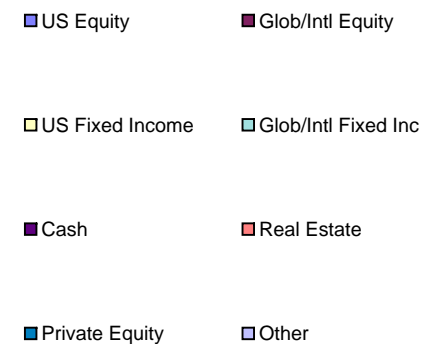 US Equity Glob/Intl Equity
US Fixed Income Glob/Intl Fixed Inc
Cash Real Estate
Private Equity Other